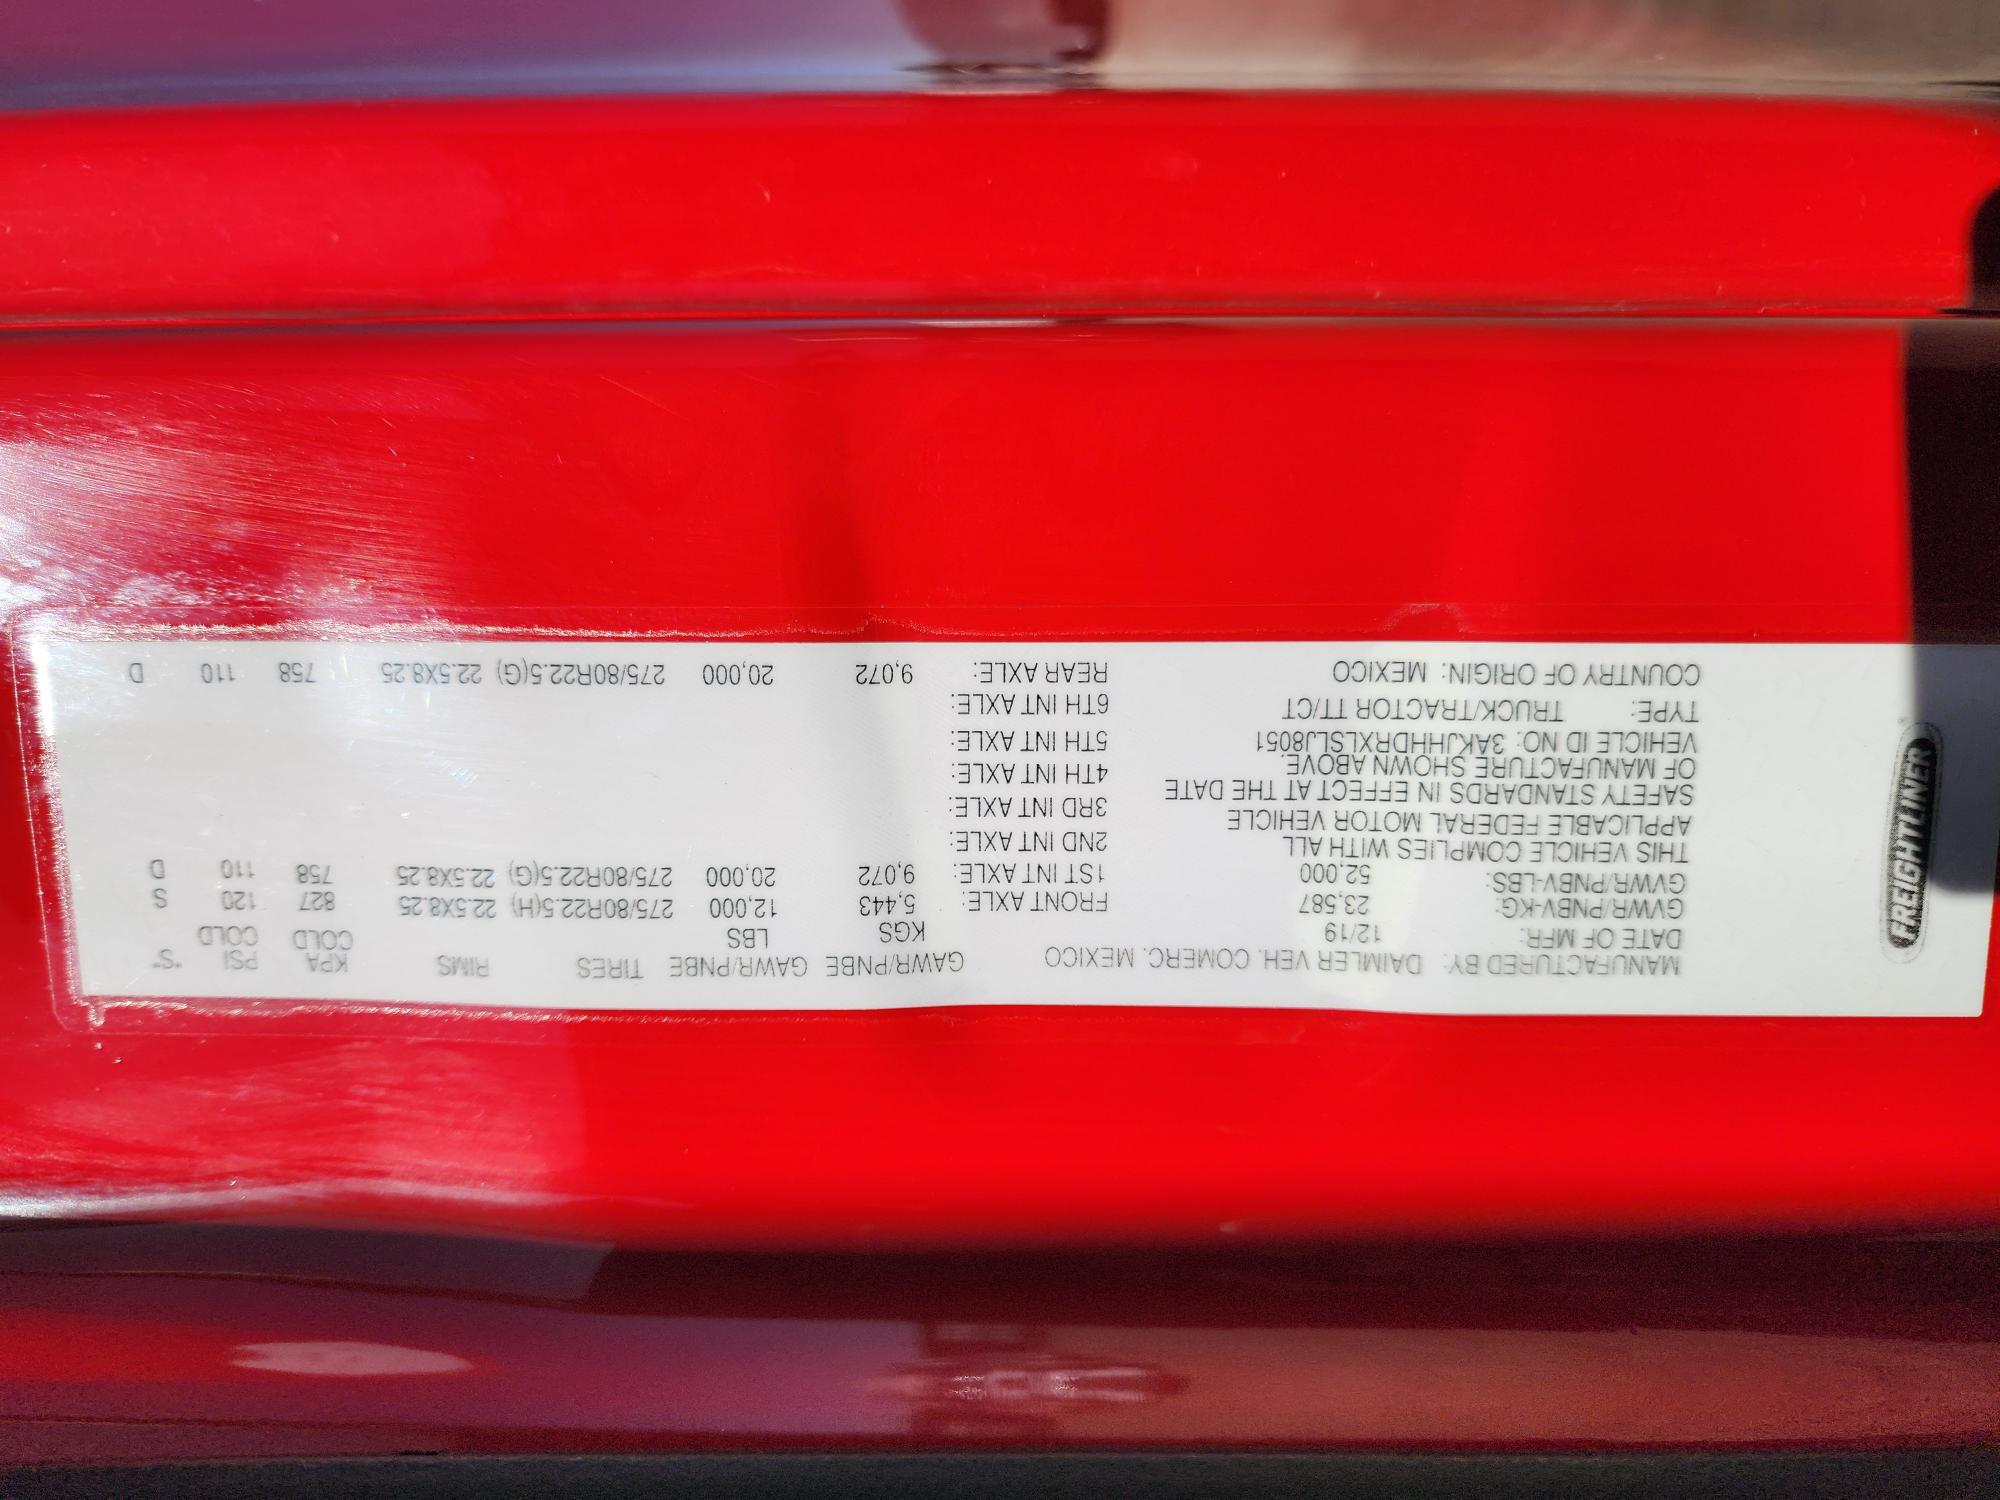 FREIGHTLINER
MANUFACTURED BY: DAIMLER VEH. COMERC. MEXICO
DATE OF MFR: 12/19
GVWR/PNBV-KG: 23,587
GVWR/PNBV-LBS: 52,000
THIS VEHICLE COMPLIES WITH ALL
APPLICABLE FEDERAL MOTOR VEHICLE
SAFETY STANDARDS IN EFFECT AT THE DATE
OF MANUFACTURE SHOWN ABOVE.
VEHICLE ID NO: 3AKJHHDRXLSLJ8051
TYPE: TRUCK/TRACTOR TT/CT
COUNTRY OF ORIGIN: MEXICO
GAWR/PNBE GAWR/PNBE TIRES RIMS KPA PSI "S"
KGS LBS COLD COLD
FRONT AXLE: 5,443 12,000 275/80R22.5(H) 22.5X8.25 827 120 S
1ST INT AXLE: 9,072 20,000 275/80R22.5(G) 22.5X8.25 758 110 D
2ND INT AXLE:
3RD INT AXLE:
4TH INT AXLE:
5TH INT AXLE:
6TH INT AXLE:
REAR AXLE: 9,072 20,000 275/80R22.5(G) 22.5X8.25 758 110 D